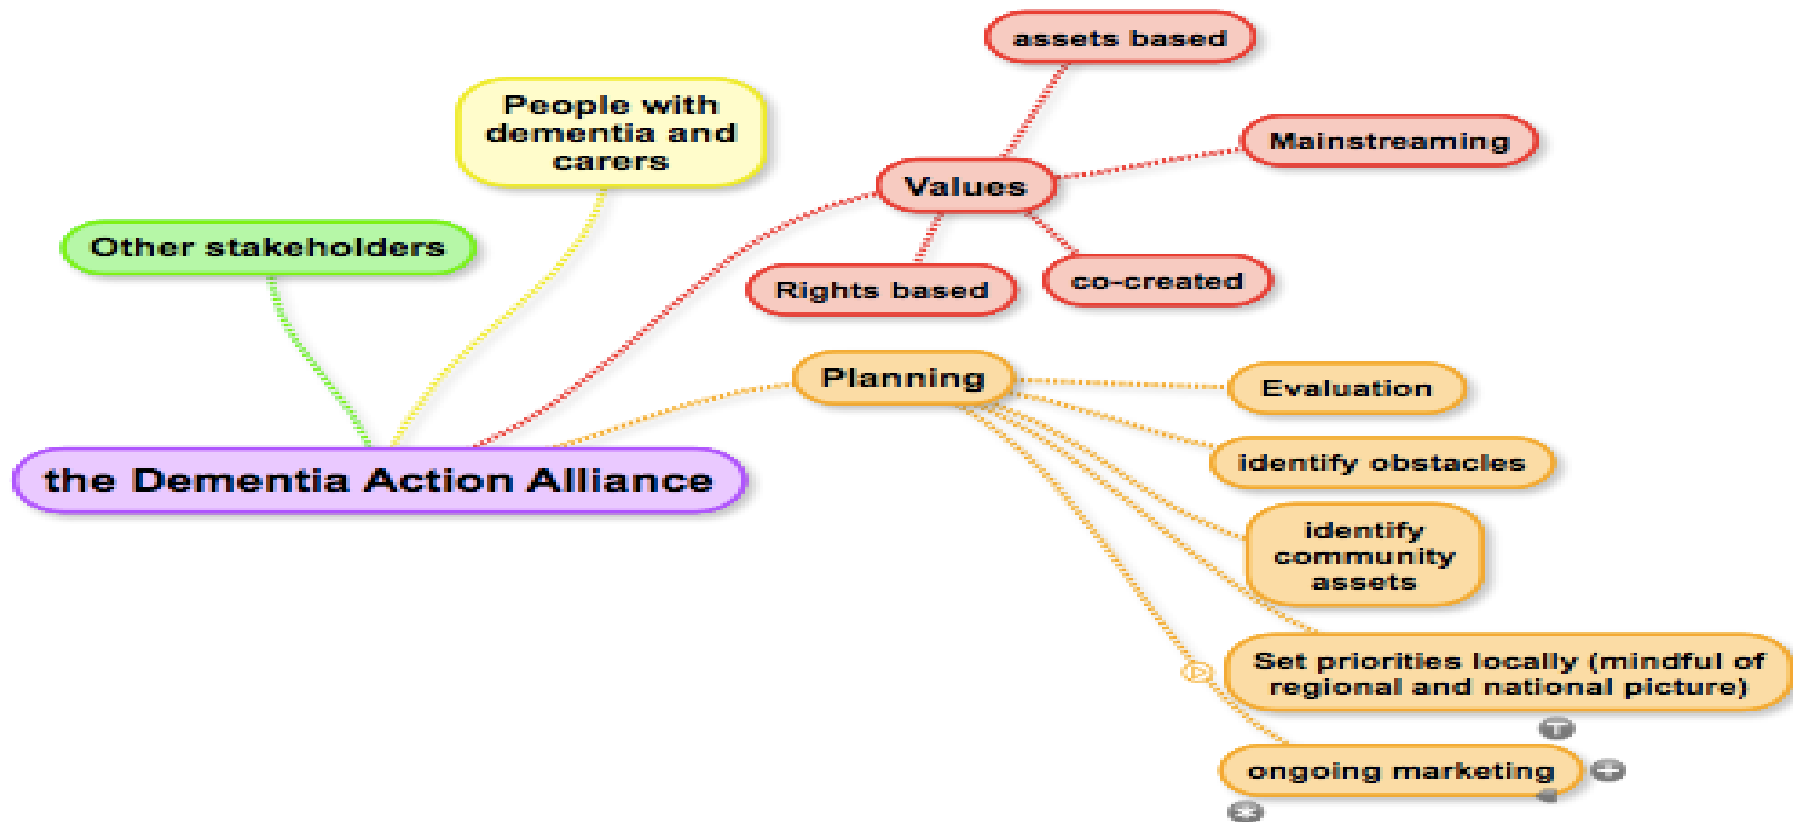 assets based
People with
dementia and
carers
Mainstreaming
Values
Other stakeholders
Rights based
co-created
Planning
Evaluation
identify obstacles
the Dementia Action Alliance
identify
community
assets
Set priorities locally (mindful of
regional and national picture)
ongoing marketing